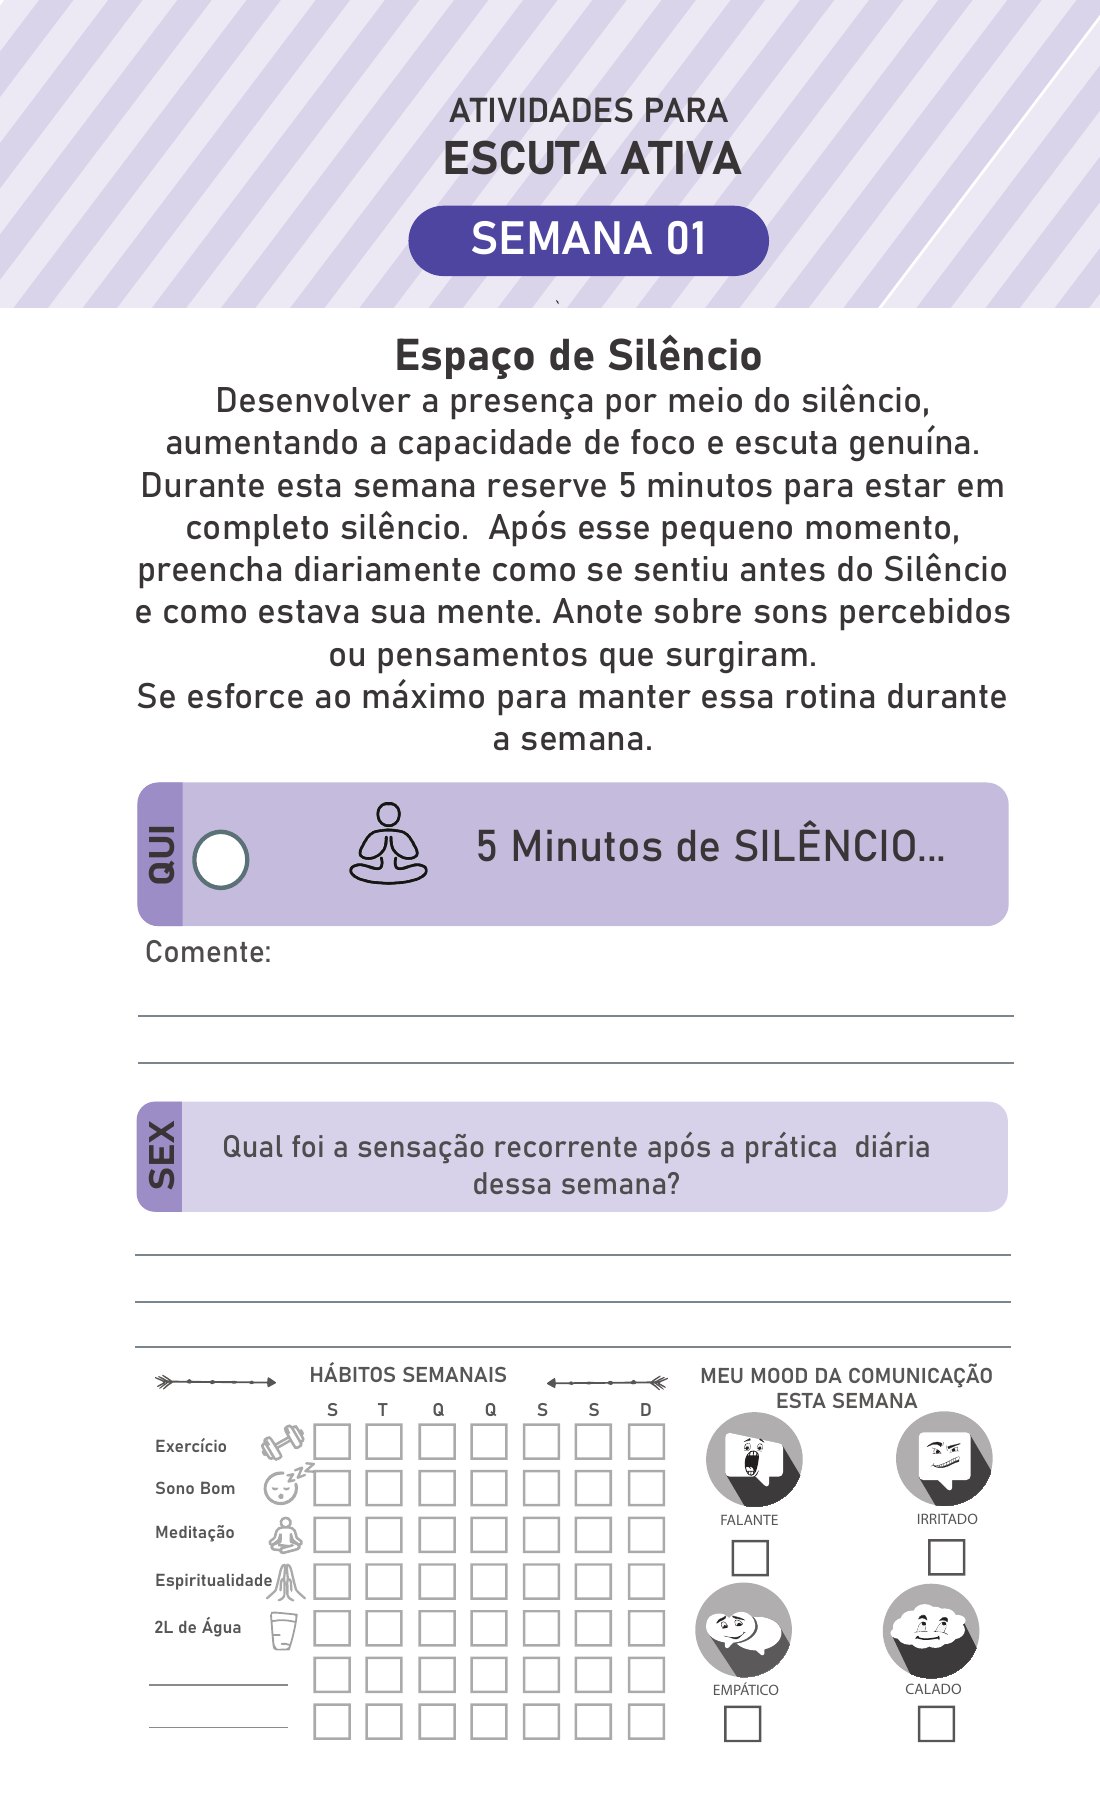 ATIVIDADES PARA
ESCUTA ATIVA
SEMANA 01
Espaço de Silêncio
Desenvolver a presença por meio do silêncio,
aumentando a capacidade de foco e escuta genuína.
Durante esta semana reserve 5 minutos para estar em
completo silêncio. Após esse pequeno momento,
preencha diariamente como se sentiu antes do Silêncio
e como estava sua mente. Anote sobre sons percebidos
ou pensamentos que surgiram.
Se esforce ao máximo para manter essa rotina durante
a semana.
QUI
5 Minutos de SILÊNCIO...
Comente:
SEX
Qual foi a sensação recorrente após a prática diária
dessa semana?
HÁBITOS SEMANAIS
S T Q Q S S D
Exercício
Sono Bom
zzzz
Meditação
Espiritualidade
2L de Água
MEU MOOD DA COMUNICAÇÃO
ESTA SEMANA
FALANTE
IRRITADO
EMPÁTICO
CALADO